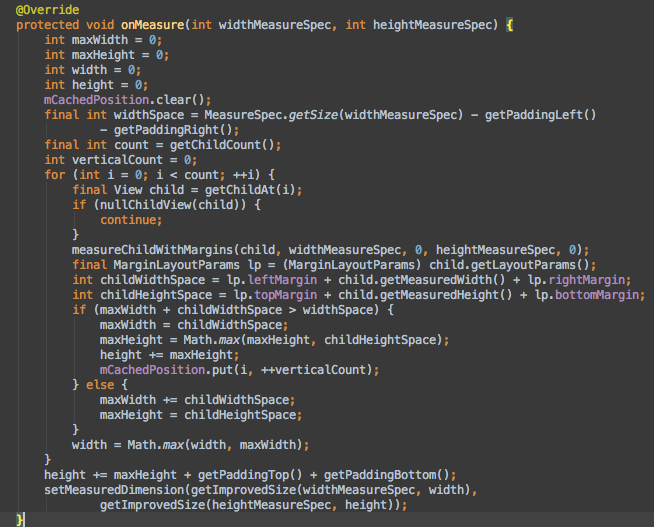 @Override
protected void onMeasure(int widthMeasureSpec, int heightMeasureSpec) {
    int maxWidth = 0;
    int maxHeight = 0;
    int width = 0;
    int height = 0;
    mCachedPosition.clear();
    final int widthSpace = MeasureSpec.getSize(widthMeasureSpec) - getPaddingLeft()
            - getPaddingRight();
    final int count = getChildCount();
    int verticalCount = 0;
    for (int i = 0; i < count; ++i) {
        final View child = getChildAt(i);
        if (nullChildView(child)) {
            continue;
        }
        measureChildWithMargins(child, widthMeasureSpec, 0, heightMeasureSpec, 0);
        final MarginLayoutParams lp = (MarginLayoutParams) child.getLayoutParams();
        int childWidthSpace = lp.leftMargin + child.getMeasuredWidth() + lp.rightMargin;
        int childHeightSpace = lp.topMargin + child.getMeasuredHeight() + lp.bottomMargin;
        if (maxWidth + childWidthSpace > widthSpace) {
            maxWidth = childWidthSpace;
            maxHeight = Math.max(maxHeight, childHeightSpace);
            height += maxHeight;
            mCachedPosition.put(i, ++verticalCount);
        } else {
            maxWidth += childWidthSpace;
            maxHeight = childHeightSpace;
        }
        width = Math.max(width, maxWidth);
    }
    height += maxHeight + getPaddingTop() + getPaddingBottom();
    setMeasuredDimension(getImprovedSize(widthMeasureSpec, width),
            getImprovedSize(heightMeasureSpec, height));
}